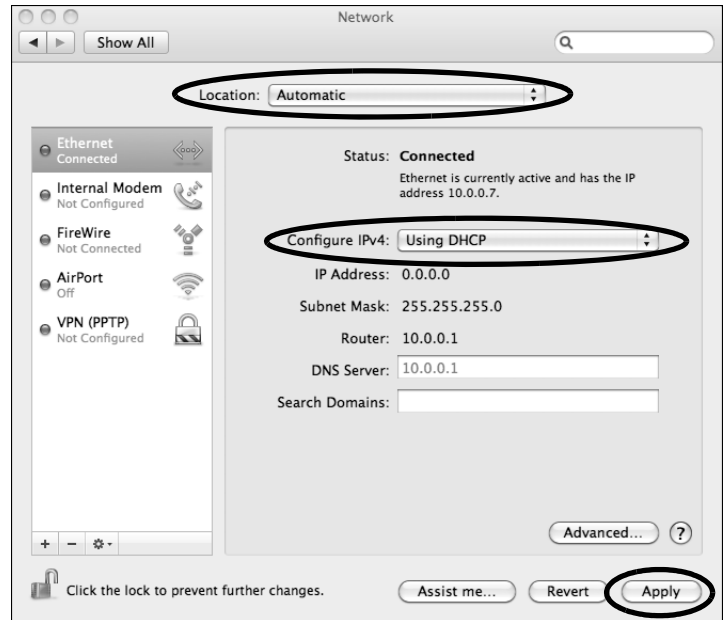 Network
Show All
Location: Automatic
Ethernet
Connected
Internal Modem
Not Configured
FireWire
Not Connected
AirPort
Off
VPN (PPTP)
Not Configured
Status: Connected
Ethernet is currently active and has the IP
address 10.0.0.7.
Configure IPv4: Using DHCP
IP Address: 0.0.0.0
Subnet Mask: 255.255.255.0
Router: 10.0.0.1
DNS Server: 10.0.0.1
Search Domains:
Advanced... ?
Click the lock to prevent further changes.
Assist me... Revert Apply